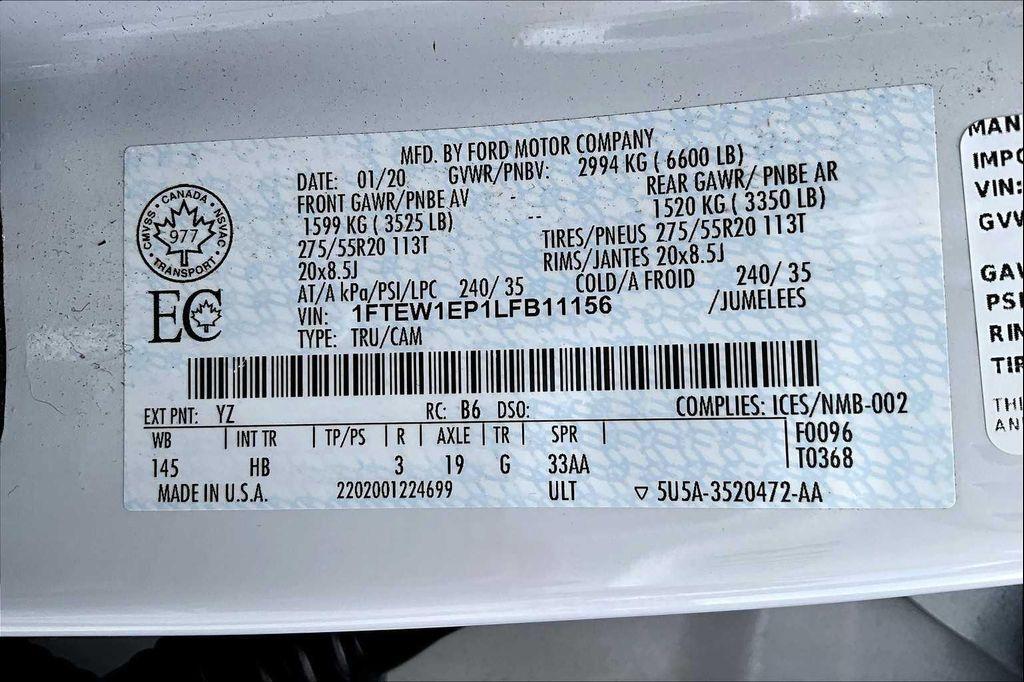 MFD. BY FORD MOTOR COMPANY
DATE: 01/20 GVWR/PNBV: 2994 KG ( 6600 LB)
FRONT GAWR/PNBE AV REAR GAWR/ PNBE AR
1599 KG ( 3525 LB) -- 1520 KG ( 3350 LB)
275/55R20 113T TIRES/PNEUS 275/55R20 113T
20x8.5J RIMS/JANTES 20x8.5J
AT/A kPa/PSI/LPC 240/ 35 COLD/A FROID 240/ 35
VIN: 1FTEW1EP1LFB11156 /JUMELEES
TYPE: TRU/CAM
CANADA
CMVSS NSVAC
977
TRANSPORT
EC
EXT PNT: YZ RC: B6 DSO: COMPLIES: ICES/NMB-002
WB INT TR TP/PS R AXLE TR SPR F0096
145 HB 3 19 G 33AA T0368
MADE IN U.S.A. 2202001224699 ULT ▽ 5U5A-3520472-AA
MAN
IMPO
VIN:
GVW
GAW
PSI
RIM
TIR
THI
AN